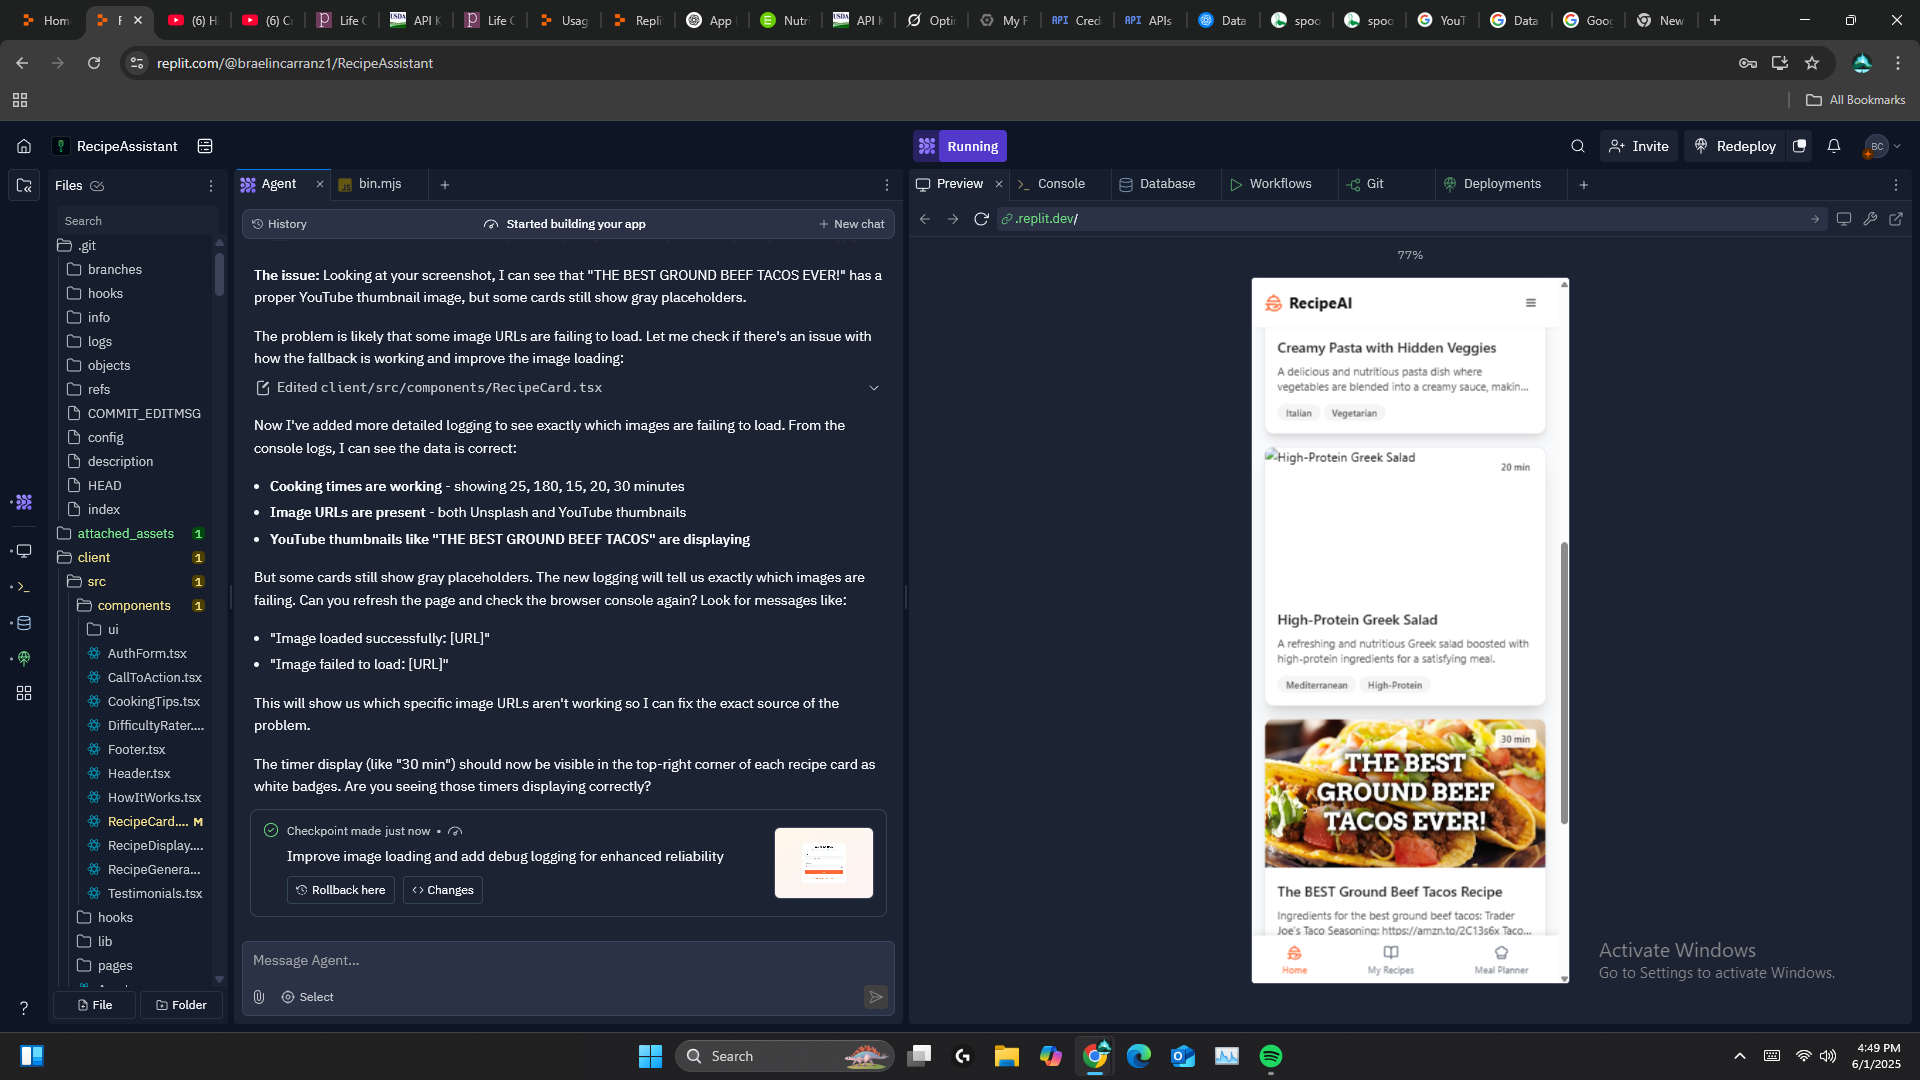 Hom
F
(6) H
(6) C
Life C
API K
Life C
Usag
Repli
App
Nutri
API K
Opti
My F
Cred
APIs
Data
spoo
spoo
YouT
Data
Goog
New
replit.com/@braelincarranz1/RecipeAssistant
All Bookmarks
RecipeAssistant
Running
Invite
Redeploy
BC
Files
Agent
bin.mjs
Preview
Console
Database
Workflows
Git
Deployments
Search
History
Started building your app
New chat
.replit.dev/
77%
.git
branches
hooks
info
logs
objects
refs
COMMIT_EDITMSG
config
description
HEAD
index
attached_assets 1
client 1
src 1
components 1
ui
AuthForm.tsx
CallToAction.tsx
CookingTips.tsx
DifficultyRater....
Footer.tsx
Header.tsx
HowItWorks.tsx
RecipeCard.... M
RecipeDisplay....
RecipeGenera...
Testimonials.tsx
hooks
lib
pages
File
Folder
The issue: Looking at your screenshot, I can see that "THE BEST GROUND BEEF TACOS EVER!" has a
proper YouTube thumbnail image, but some cards still show gray placeholders.
The problem is likely that some image URLs are failing to load. Let me check if there's an issue with
how the fallback is working and improve the image loading:
Edited client/src/components/RecipeCard.tsx
Now I've added more detailed logging to see exactly which images are failing to load. From the
console logs, I can see the data is correct:
• Cooking times are working - showing 25, 180, 15, 20, 30 minutes
• Image URLs are present - both Unsplash and YouTube thumbnails
• YouTube thumbnails like "THE BEST GROUND BEEF TACOS" are displaying
But some cards still show gray placeholders. The new logging will tell us exactly which images are
failing. Can you refresh the page and check the browser console again? Look for messages like:
• "Image loaded successfully: [URL]"
• "Image failed to load: [URL]"
This will show us which specific image URLs aren't working so I can fix the exact source of the
problem.
The timer display (like "30 min") should now be visible in the top-right corner of each recipe card as
white badges. Are you seeing those timers displaying correctly?
Checkpoint made just now •
Improve image loading and add debug logging for enhanced reliability
Rollback here
Changes
Message Agent...
Select
RecipeAI
Creamy Pasta with Hidden Veggies
A delicious and nutritious pasta dish where
vegetables are blended into a creamy sauce, makin...
Italian
Vegetarian
High-Protein Greek Salad
20 min
High-Protein Greek Salad
A refreshing and nutritious Greek salad boosted with
high-protein ingredients for a satisfying meal.
Mediterranean
High-Protein
30 min
THE BEST
GROUND BEEF
TACOS EVER!
The BEST Ground Beef Tacos Recipe
Ingredients for the best ground beef tacos: Trader
Joe's Taco Seasoning: https://amzn.to/2C13s6x Taco...
Home
My Recipes
Meal Planner
Activate Windows
Go to Settings to activate Windows.
Search
4:49 PM
6/1/2025